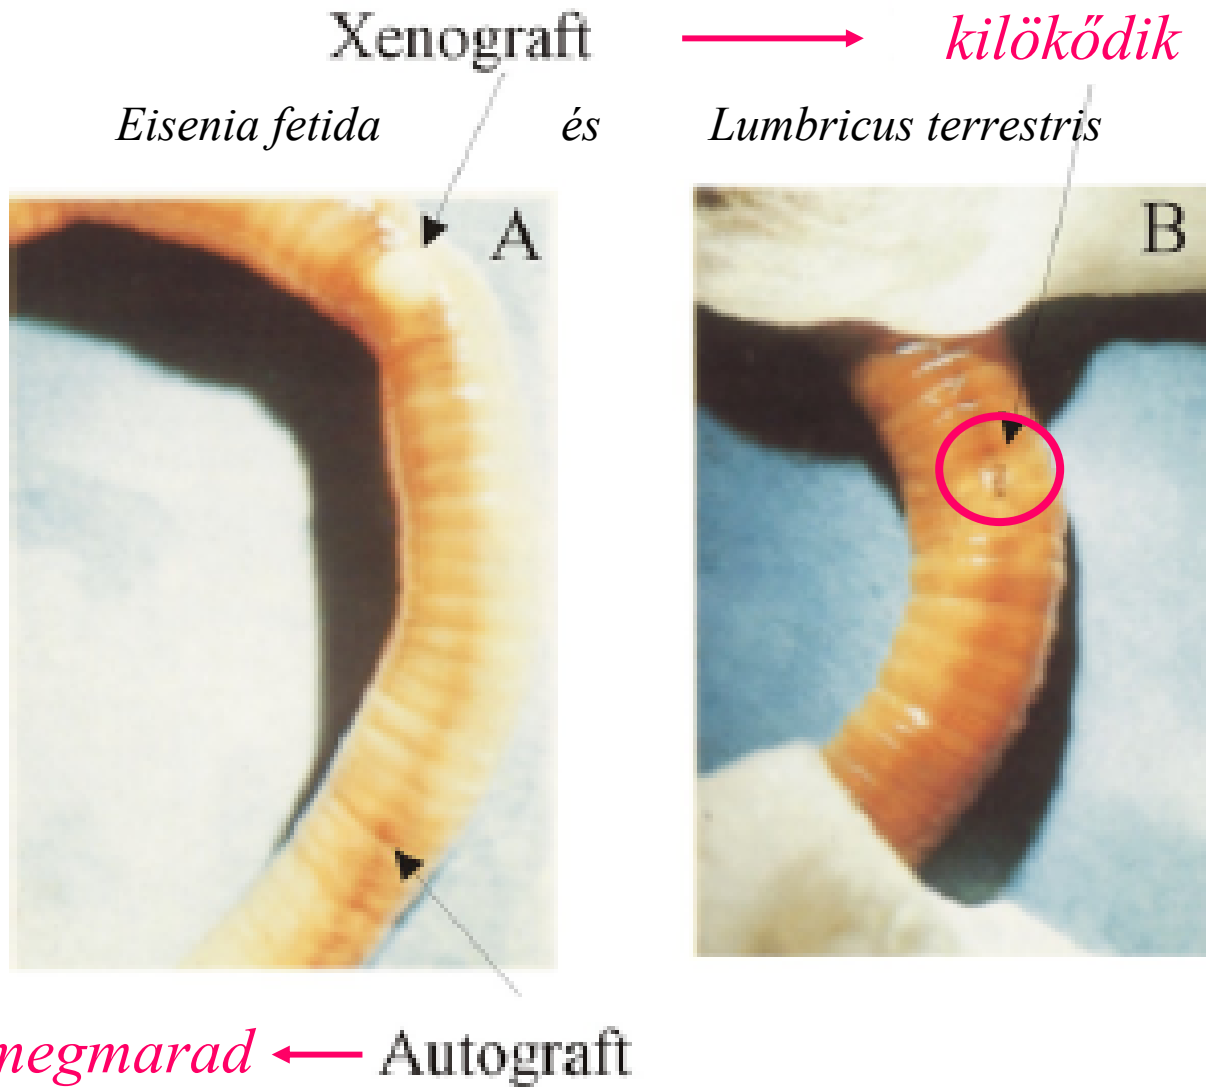 Xenograft kilökődik
Eisenia fetida és Lumbricus terrestris
A B
megmarad Autograft